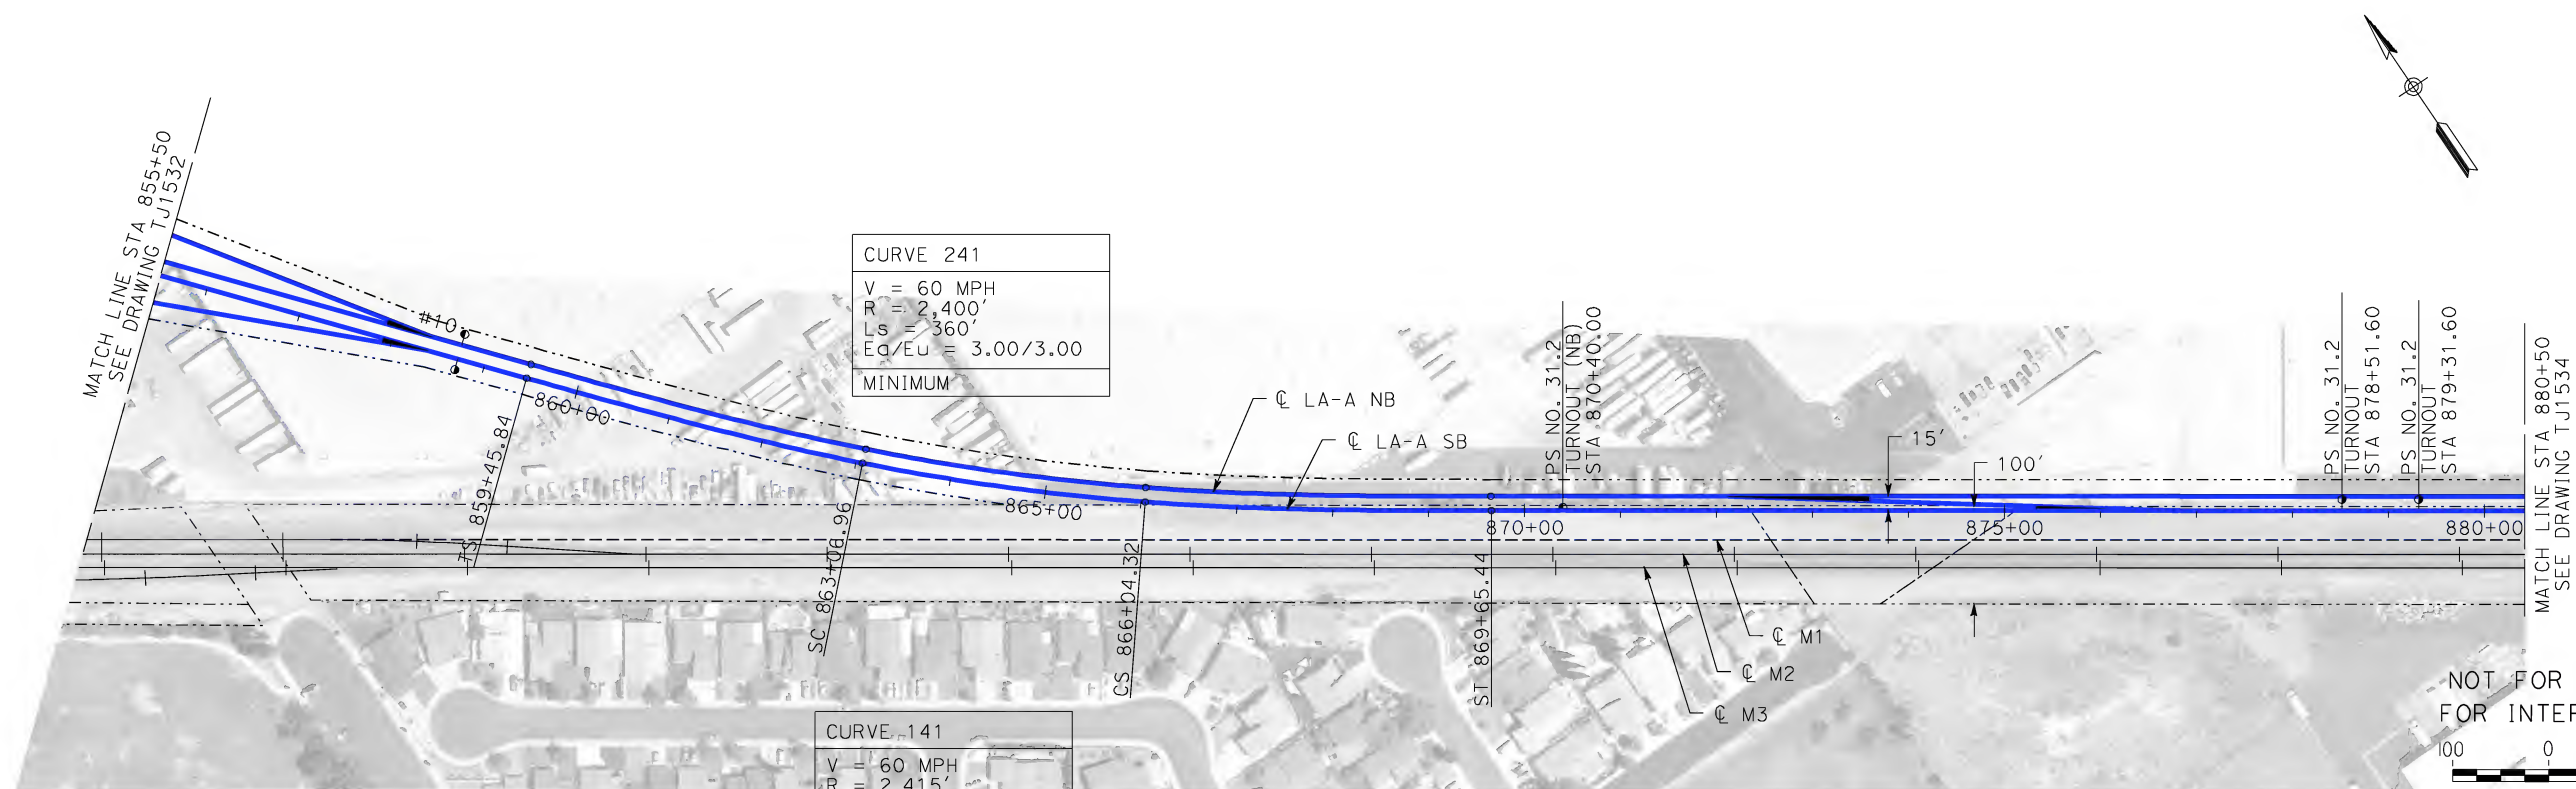 MATCH LINE STA 855+50
SEE DRAWING TJ11532
#10
CURVE 241
V = 60 MPH
R = 2,400'
Ls = 360'
Ea/Eu = 3.00/3.00
MINIMUM
℄ LA-A NB
℄ LA-A SB
PS NO. 31.2
TURNOUT (NB)
STA 870+40.00
15'
100'
PS NO. 31.2
TURNOUT
STA 878+51.60
PS NO. 31.2
TURNOUT
STA 879+31.60
MATCH LINE STA 880+50
SEE DRAWING TJ11534
860+00
865+00
870+00
875+00
880+00
TS 859+45.84
SC 863+06.96
CS 866+04.32
ST 869+65.44
℄ M1
℄ M2
℄ M3
CURVE 141
V = 60 MPH
R = 2,415'
NOT FOR
FOR INTER
100 0